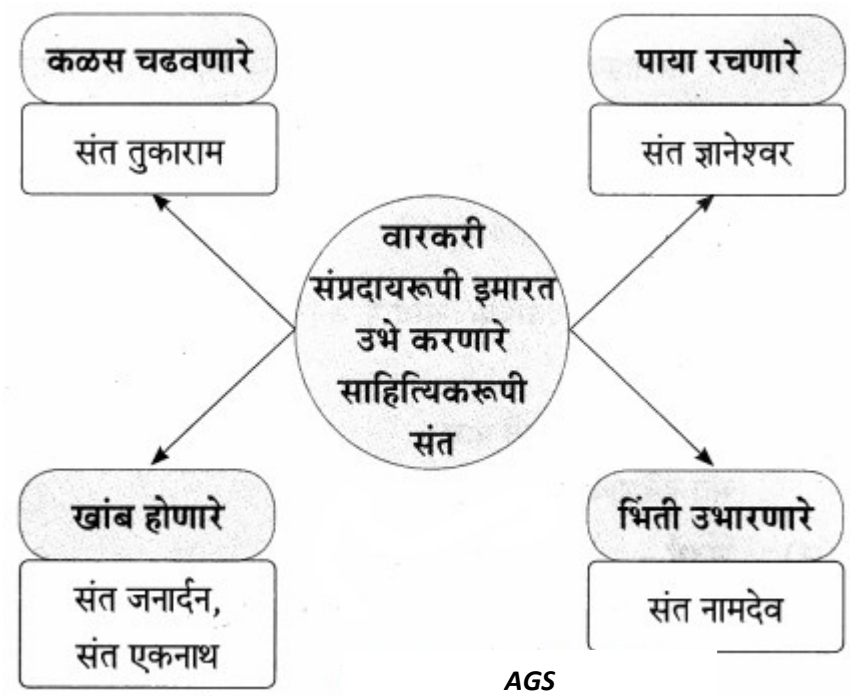 कळस चढवणारे
संत तुकाराम
पाया रचणारे
संत ज्ञानेश्वर
वारकरी
संप्रदायरूपी इमारत
उभे करणारे
साहित्यिकरूपी
संत
खांब होणारे
संत जनार्दन,
संत एकनाथ
भिंती उभारणारे
संत नामदेव
AGS